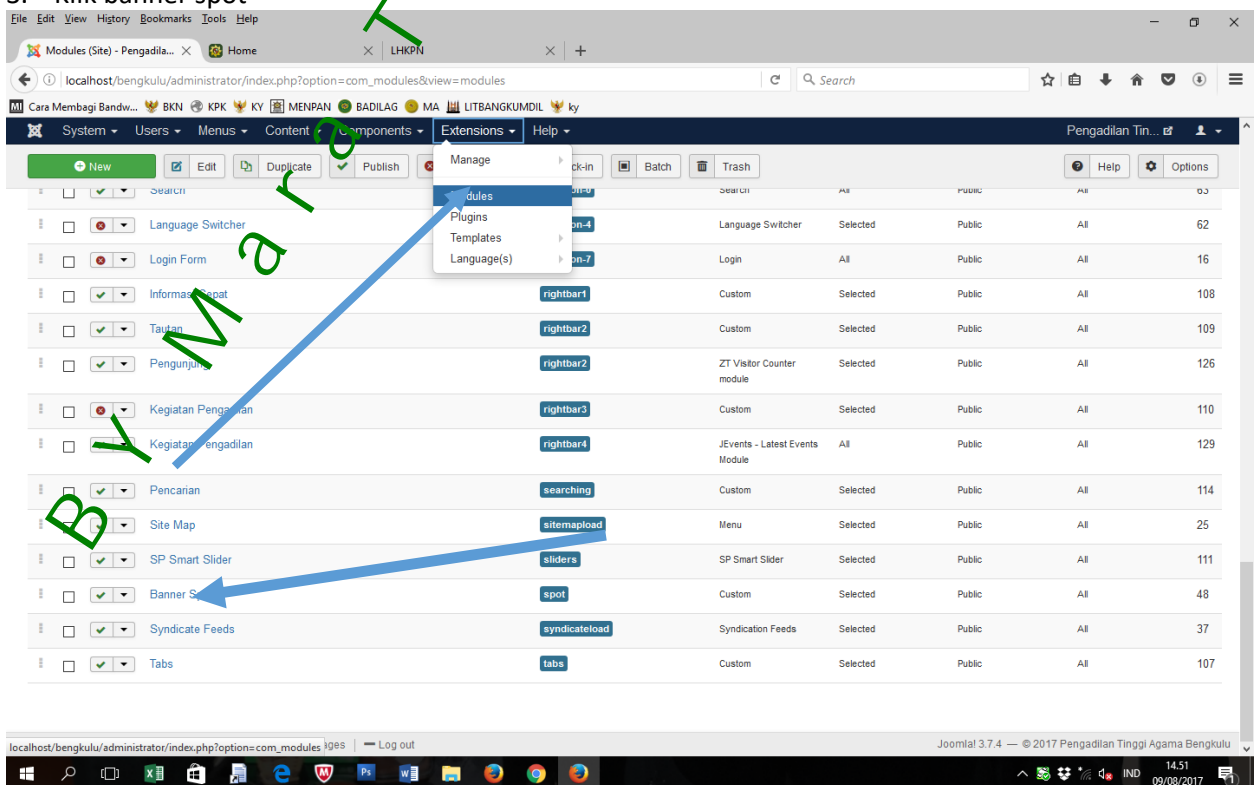 Klik banner spot
File Edit View History Bookmarks Tools Help
Modules (Site) - Pengadila... Home LHKPN
localhost/bengkulu/administrator/index.php?option=com_modules&view=modules Search
Cara Membagi Bandw... BKN KPK KY MENPAN BADILAG MA LITBANGKUMDIL ky
System Users Menus Content Components Extensions Help Pengadilan Tin...
New Edit Duplicate Publish ck-in Batch Trash Help Options
Manage
Modules
Plugins
Templates
Language(s)
Search Search All Public All 63
Language Switcher on-4 Language Switcher Selected Public All 62
Login Form on-7 Login All Public All 16
Informasi Cepat rightbar1 Custom Selected Public All 108
Tautan rightbar2 Custom Selected Public All 109
Pengunjung rightbar2 ZT Visitor Counter module Selected Public All 126
Kegiatan Pengadilan rightbar3 Custom Selected Public All 110
Kegiatan Pengadilan rightbar4 JEvents - Latest Events Module All Public All 129
Pencarian searching Custom Selected Public All 114
Site Map sitemapload Menu Selected Public All 25
SP Smart Slider sliders SP Smart Slider Selected Public All 111
Banner S spot Custom Selected Public All 48
Syndicate Feeds syndicateload Syndication Feeds Selected Public All 37
Tabs tabs Custom Selected Public All 107
localhost/bengkulu/administrator/index.php?option=com_modules ages Log out Joomla! 3.7.4 — © 2017 Pengadilan Tinggi Agama Bengkulu
IND 14.51
09/08/2017
By Mara T